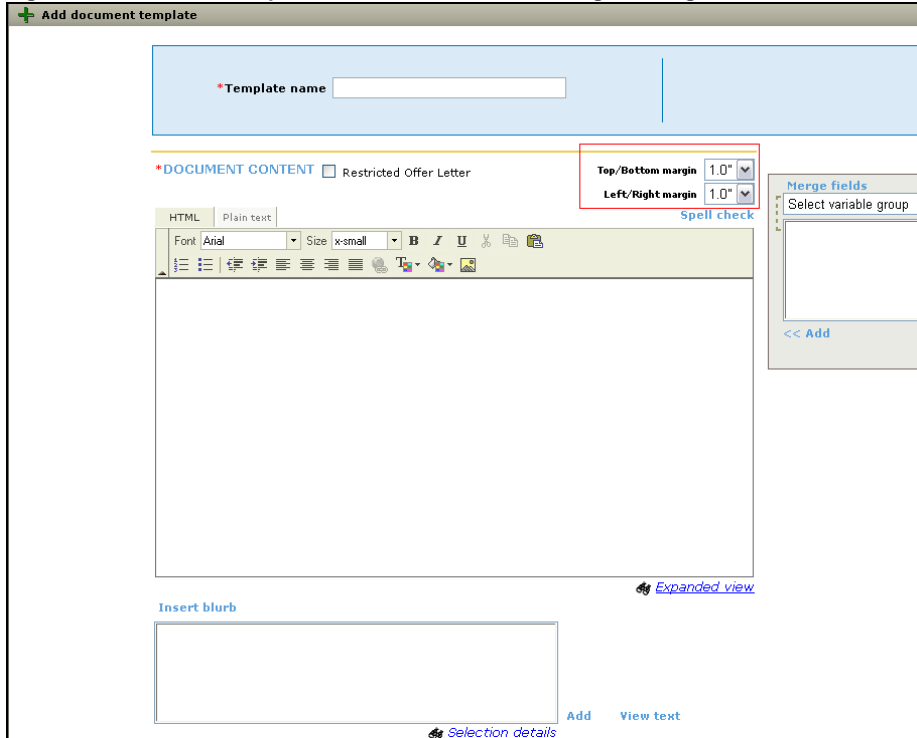 Add document template
*Template name
*DOCUMENT CONTENT Restricted Offer Letter
Top/Bottom margin 1.0"
Left/Right margin 1.0"
Merge fields
Select variable group
HTML Plain text
Spell check
Font Arial Size x-small B I U
<< Add
Expanded view
Insert blurb
Add View text
Selection details